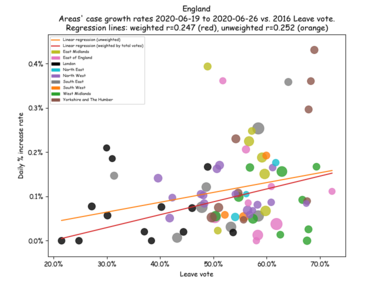 England
Areas' case growth rates 2020-06-19 to 2020-06-26 vs. 2016 Leave vote.
Regression lines: weighted r=0.247 (red), unweighted r=0.252 (orange)
Linear regression (unweighted)
Linear regression (weighted by total votes)
East Midlands
East of England
London
North East
North West
South East
South West
West Midlands
Yorkshire and The Humber
Daily % increase rate
0.4%
0.3%
0.2%
0.1%
0.0%
20.0%
30.0%
40.0%
50.0%
60.0%
70.0%
Leave vote